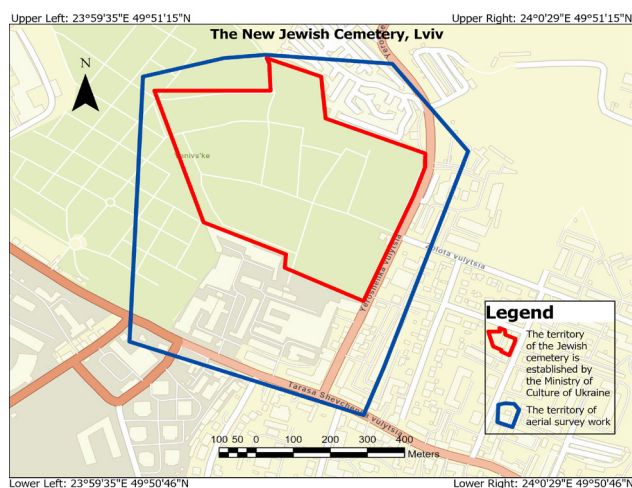 Upper Left: 23°59'35"E 49°51'15"N
Upper Right: 24°0'29"E 49°51'15"N
The New Jewish Cemetery, Lviv
N
Yeroshenka vulytsia
Zolota vulytsia
Tarasa Shevchenka vulytsia
Legend
The territory
of the Jewish
cemetery is
established by
the Ministry of
Culture of Ukraine
The territory of
aerial survey work
100 50 0 100 200 300 400
Meters
Lower Left: 23°59'35"E 49°50'46"N
Lower Right: 24°0'29"E 49°50'46"N